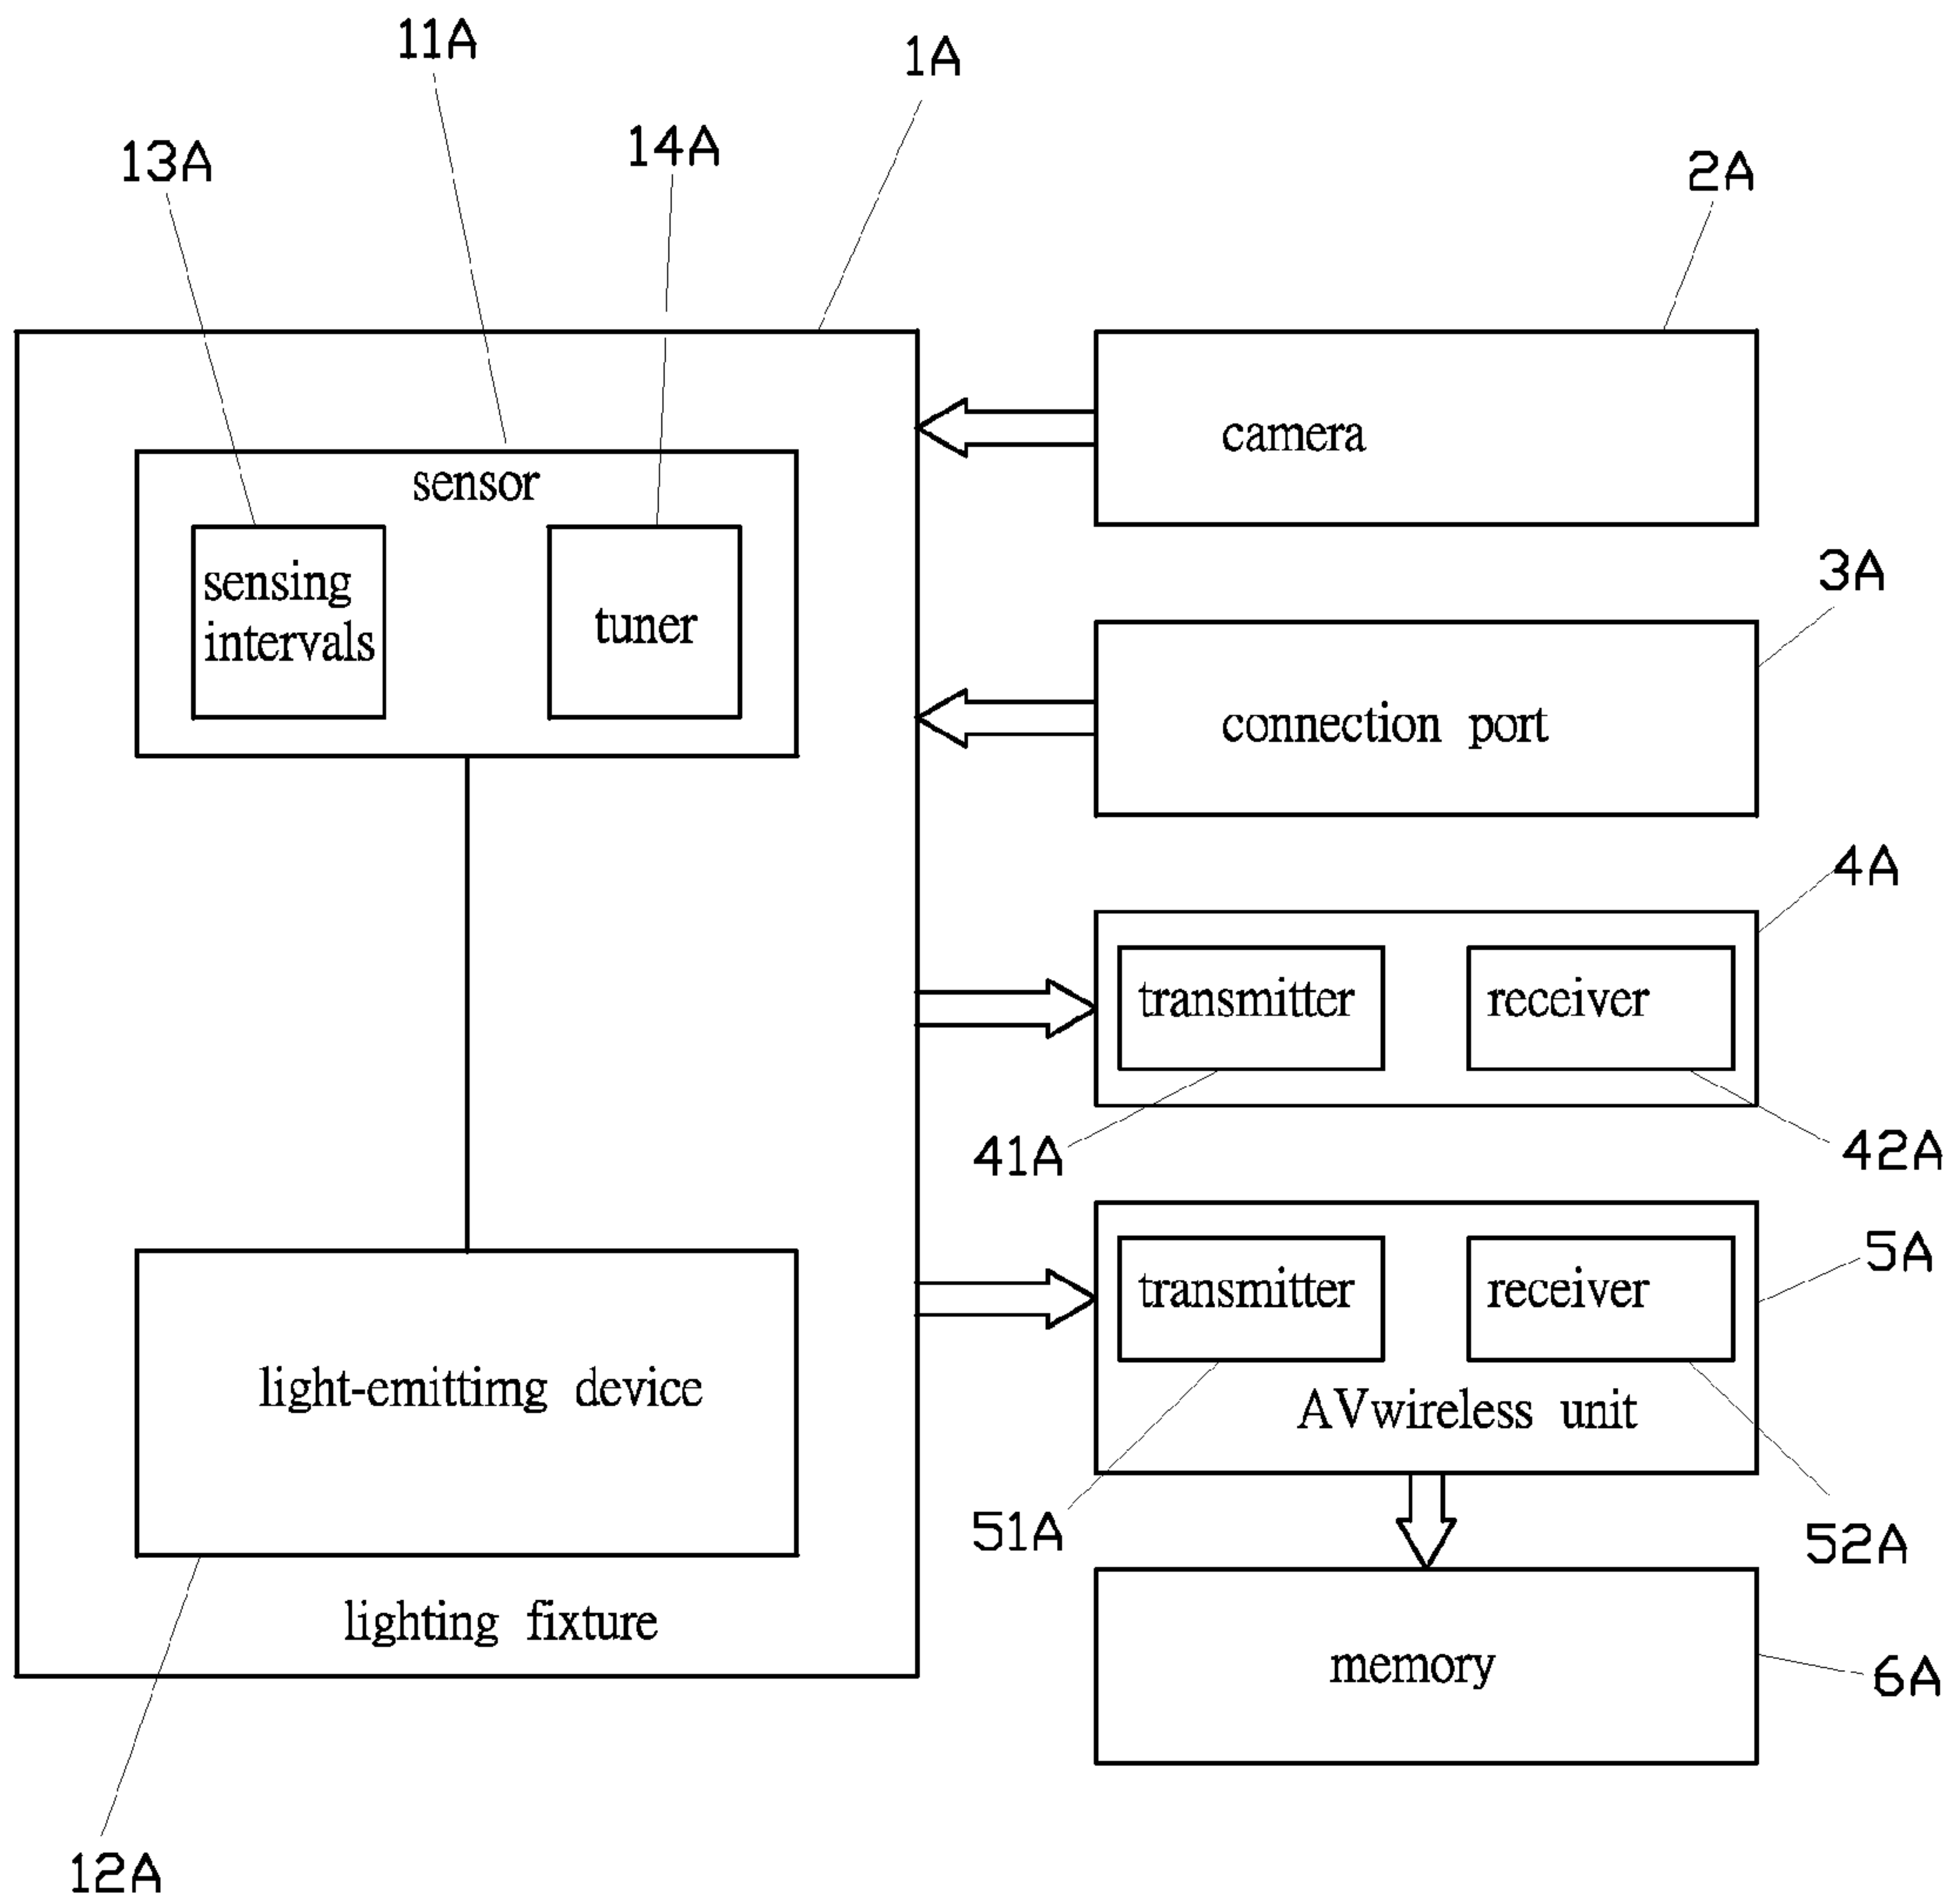 11A
1A
14A
13A
2A
sensor
camera
sensing
intervals
tuner
3A
connection port
4A
transmitter
receiver
41A
42A
5A
transmitter
receiver
light-emittimg device
AVwireless unit
51A
52A
lighting fixture
memory
6A
12A